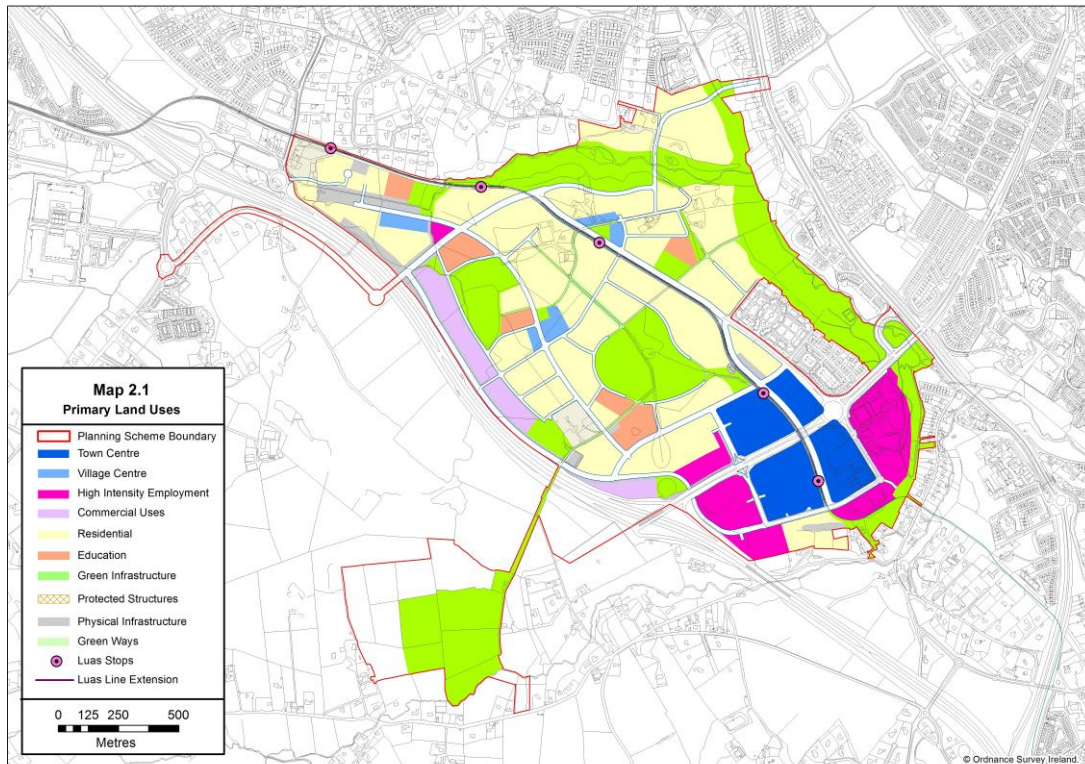 Map 2.1
Primary Land Uses
Planning Scheme Boundary
Town Centre
Village Centre
High Intensity Employment
Commercial Uses
Residential
Education
Green Infrastructure
Protected Structures
Physical Infrastructure
Green Ways
Luas Stops
Luas Line Extension
0 125 250 500
Metres
© Ordnance Survey Ireland.